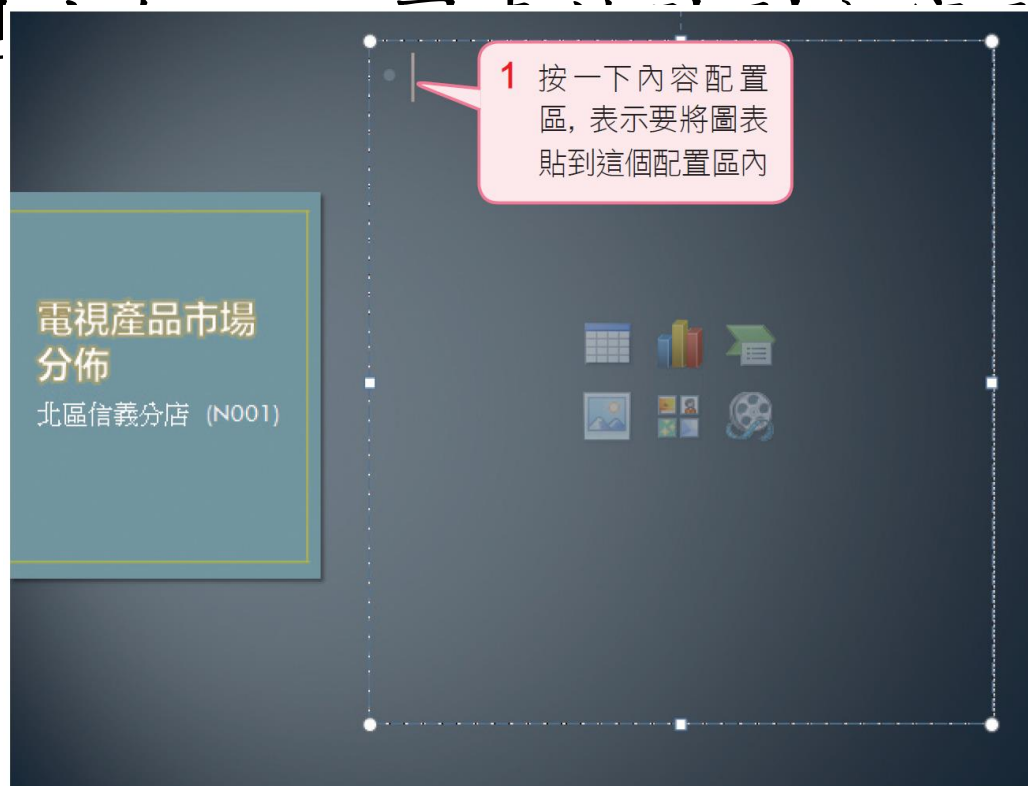 1 按一下內容配置
區, 表示要將圖表
貼到這個配置區內
電視產品市場
分佈
北區信義分店 (N001)